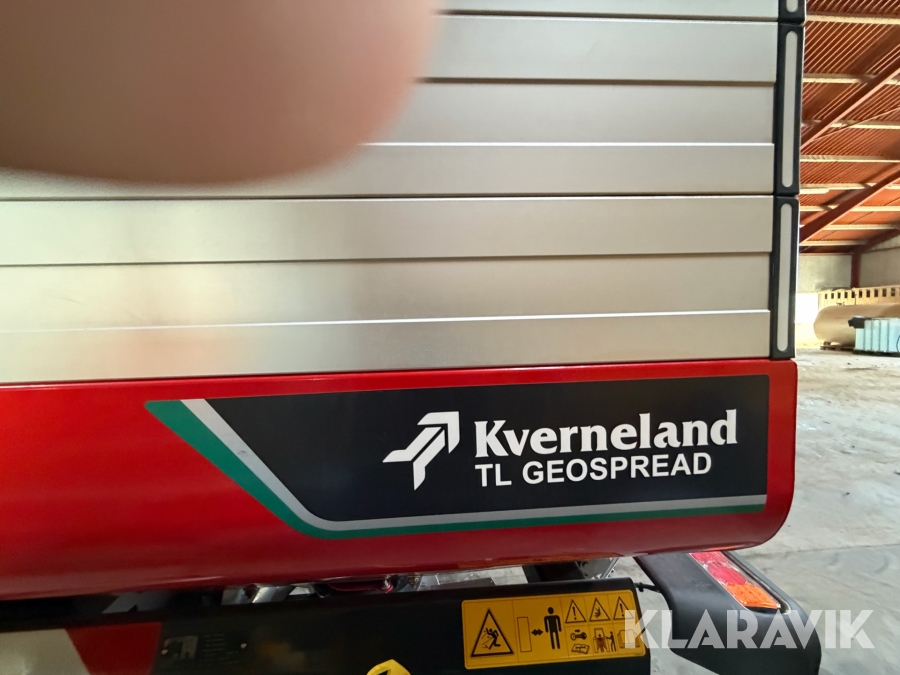 Kverneland
TL GEOSPREAD
KLARAVIK